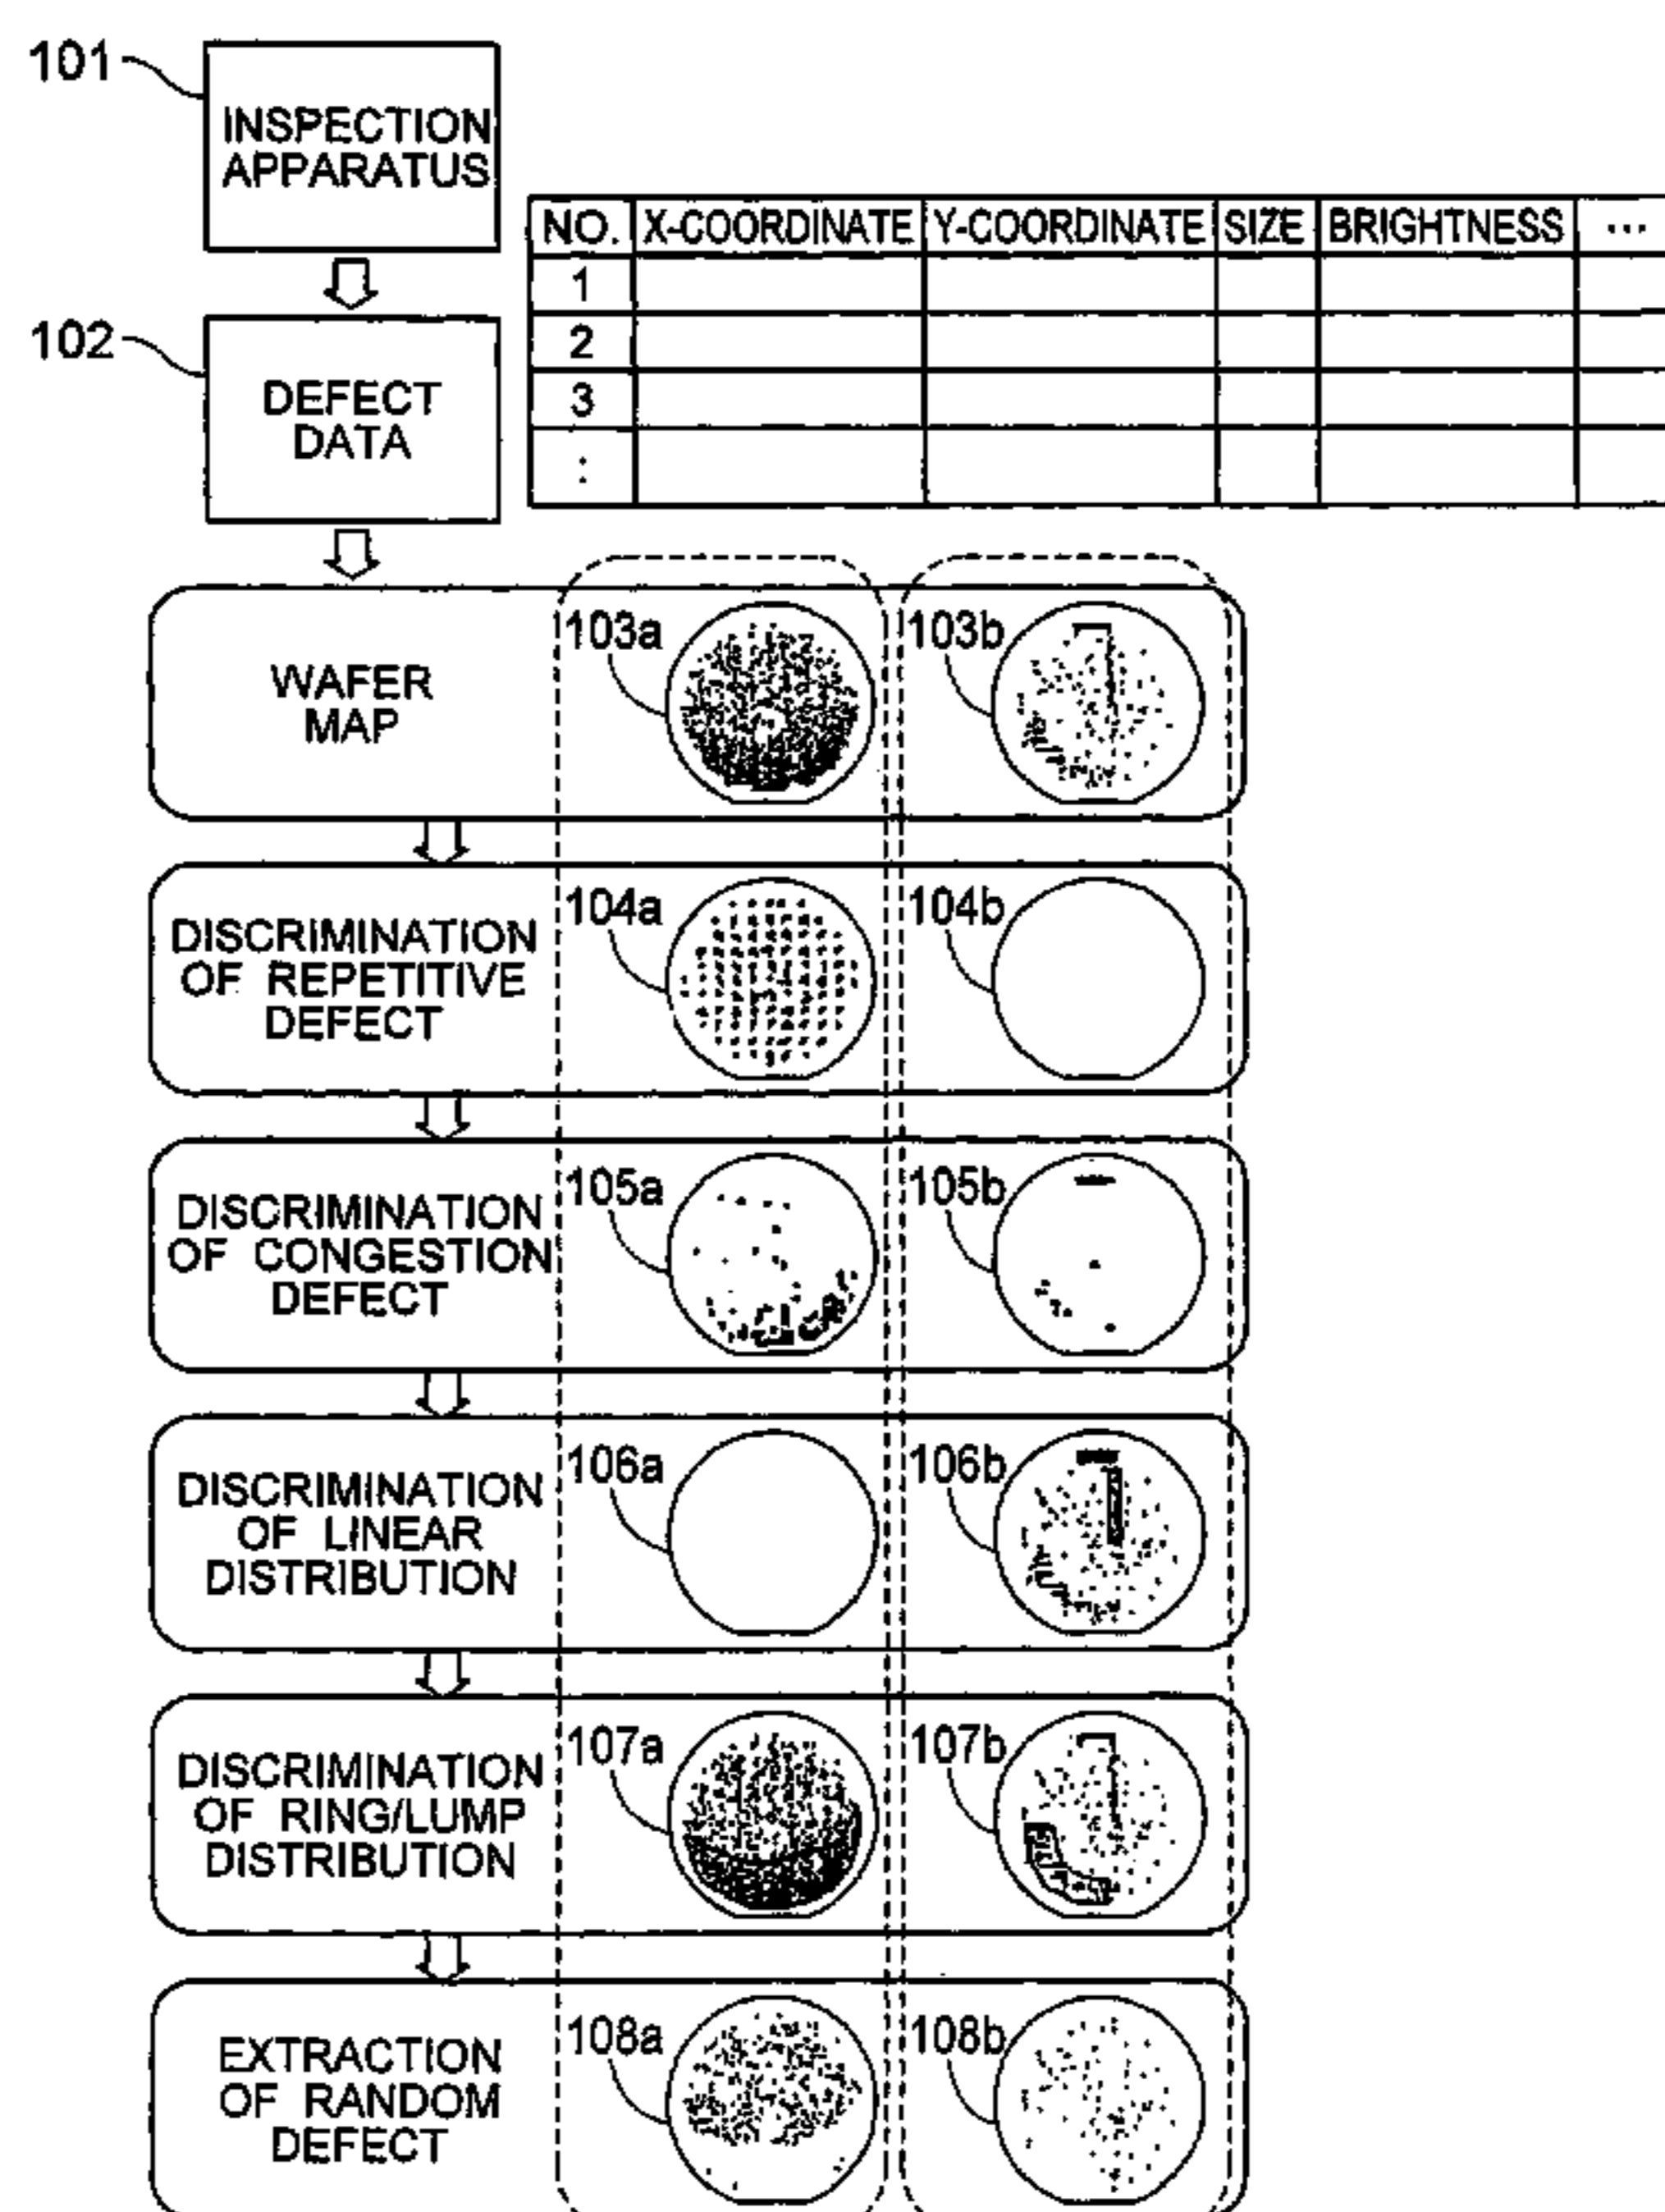 101
INSPECTION
APPARATUS
NO. X-COORDINATE Y-COORDINATE SIZE BRIGHTNESS ...
1
2
3
:
102
DEFECT
DATA
WAFER
MAP
103a
103b
DISCRIMINATION
OF REPETITIVE
DEFECT
104a
104b
DISCRIMINATION
OF CONGESTION
DEFECT
105a
105b
DISCRIMINATION
OF LINEAR
DISTRIBUTION
106a
106b
DISCRIMINATION
OF RING/LUMP
DISTRIBUTION
107a
107b
EXTRACTION
OF RANDOM
DEFECT
108a
108b